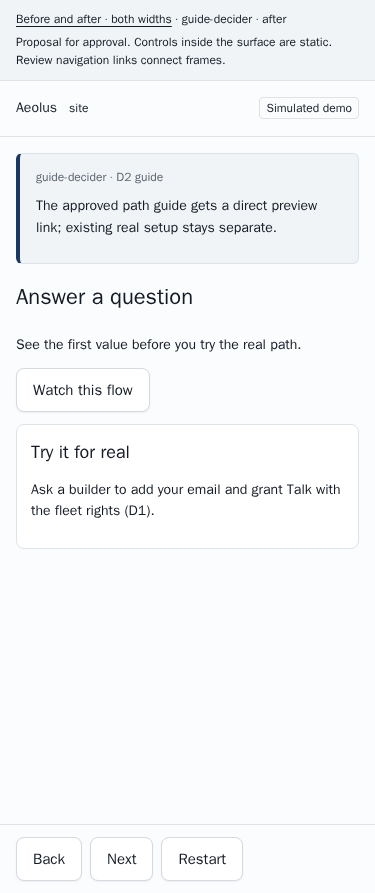 Before and after · both widths · guide-decider · after
Proposal for approval. Controls inside the surface are static.
Review navigation links connect frames.
Aeolus site Simulated demo
guide-decider · D2 guide
The approved path guide gets a direct preview
link; existing real setup stays separate.
Answer a question
See the first value before you try the real path.
Watch this flow
Try it for real
Ask a builder to add your email and grant Talk with
the fleet rights (D1).
Back Next Restart